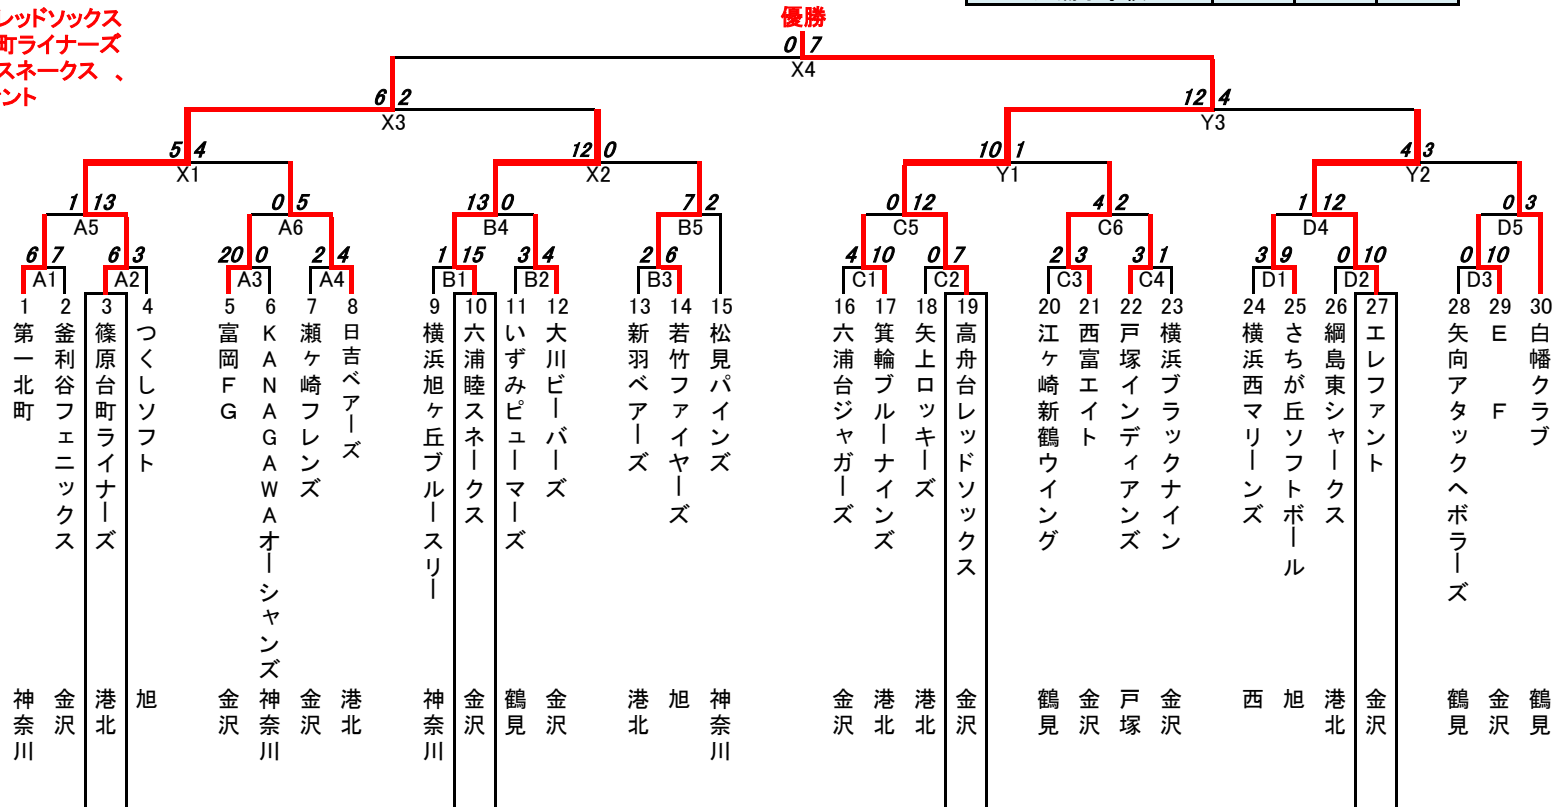 レッドソックス
町ライナーズ
スネークス 、
ァント
優勝
0 7
X4
6 2
X3
12 4
Y3
5 4
X1
12 0
X2
10 1
Y1
4 3
Y2
1 13
A5
0 5
A6
13 0
B4
7 2
B5
0 12
C5
4 2
C6
1 12
D4
0 3
D5
6 7
A1
6 3
A2
20 0
A3
2 4
A4
1 15
B1
3 4
B2
2 6
B3
4 10
C1
0 7
C2
2 3
C3
3 1
C4
3 9
D1
0 10
D2
0 10
D3
1 第一北町 神奈川
2 釜利谷フェニックス 金沢
3 篠原台町ライナーズ 港北
4 つくしソフト 旭
5 富岡FG 金沢
6 KANAGAWAオーシャンズ 神奈川
7 瀬ヶ崎フレンズ 金沢
8 日吉ベアーズ 港北
9 横浜旭ヶ丘ブルースリー 神奈川
10 六浦睦スネークス 金沢
11 いずみピューマーズ 鶴見
12 大川ビーバーズ 金沢
13 新羽ベアーズ 港北
14 若竹ファイヤーズ 旭
15 松見パインズ 神奈川
16 六浦台ジャガーズ 金沢
17 箕輪ブルーナインズ 港北
18 矢上ロッキーズ 港北
19 高舟台レッドソックス 金沢
20 江ヶ崎新鶴ウイング 鶴見
21 西富エイト 金沢
22 戸塚インディアンズ 戸塚
23 横浜ブラックナイン 金沢
24 横浜西マリーンズ 西
25 さちが丘ソフトボール 旭
26 綱島東シャークス 港北
27 エレファント 金沢
28 矢向アタックヘボラーズ 鶴見
29 E F 金沢
30 白幡クラブ 鶴見